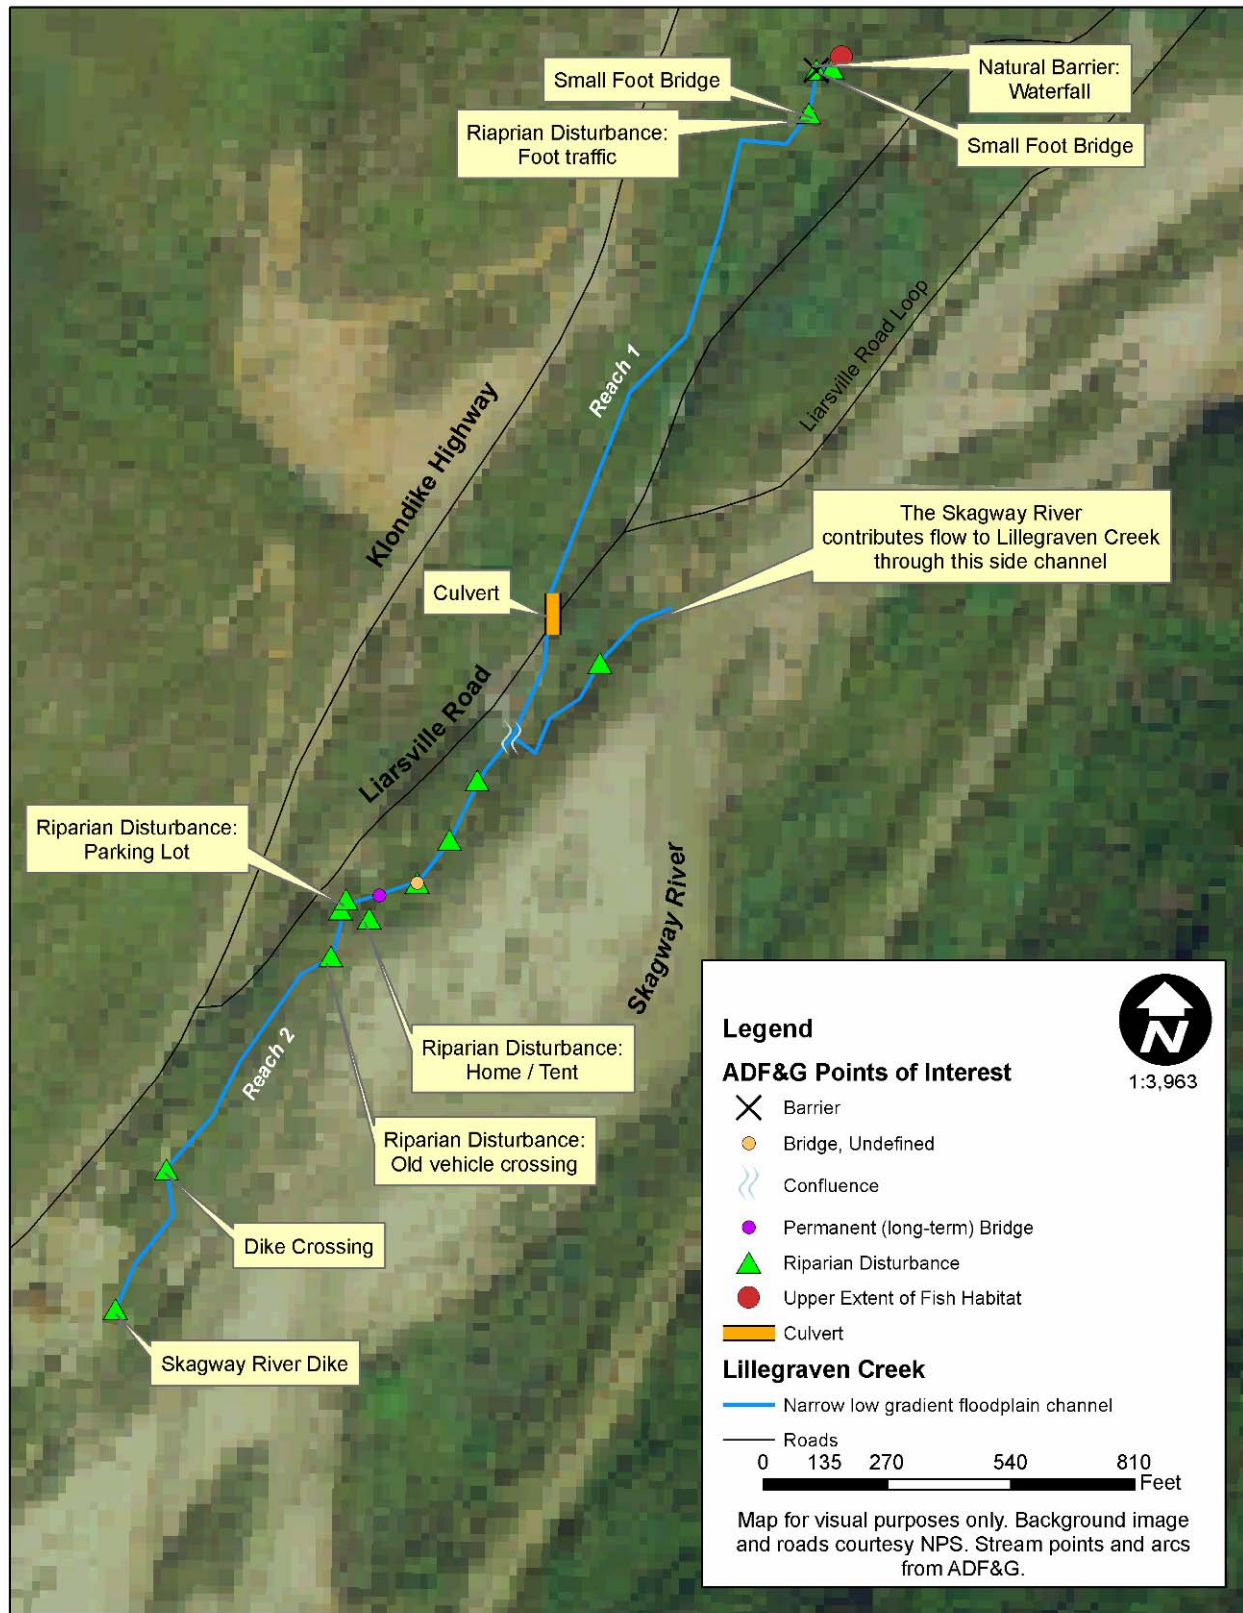 Small Foot Bridge
Natural Barrier:
Waterfall
Riaprian Disturbance:
Foot traffic
Small Foot Bridge
Reach 1
Liarsville Road Loop
Klondike Highway
The Skagway River
contributes flow to Lillegraven Creek
through this side channel
Culvert
Liarsville Road
Riparian Disturbance:
Parking Lot
Skagway River
Reach 2
Riparian Disturbance:
Home / Tent
Riparian Disturbance:
Old vehicle crossing
Dike Crossing
Skagway River Dike
Legend
N
1:3,963
ADF&G Points of Interest
Barrier
Bridge, Undefined
Confluence
Permanent (long-term) Bridge
Riparian Disturbance
Upper Extent of Fish Habitat
Culvert
Lillegraven Creek
Narrow low gradient floodplain channel
Roads
0 135 270 540 810
Feet
Map for visual purposes only. Background image
and roads courtesy NPS. Stream points and arcs
from ADF&G.